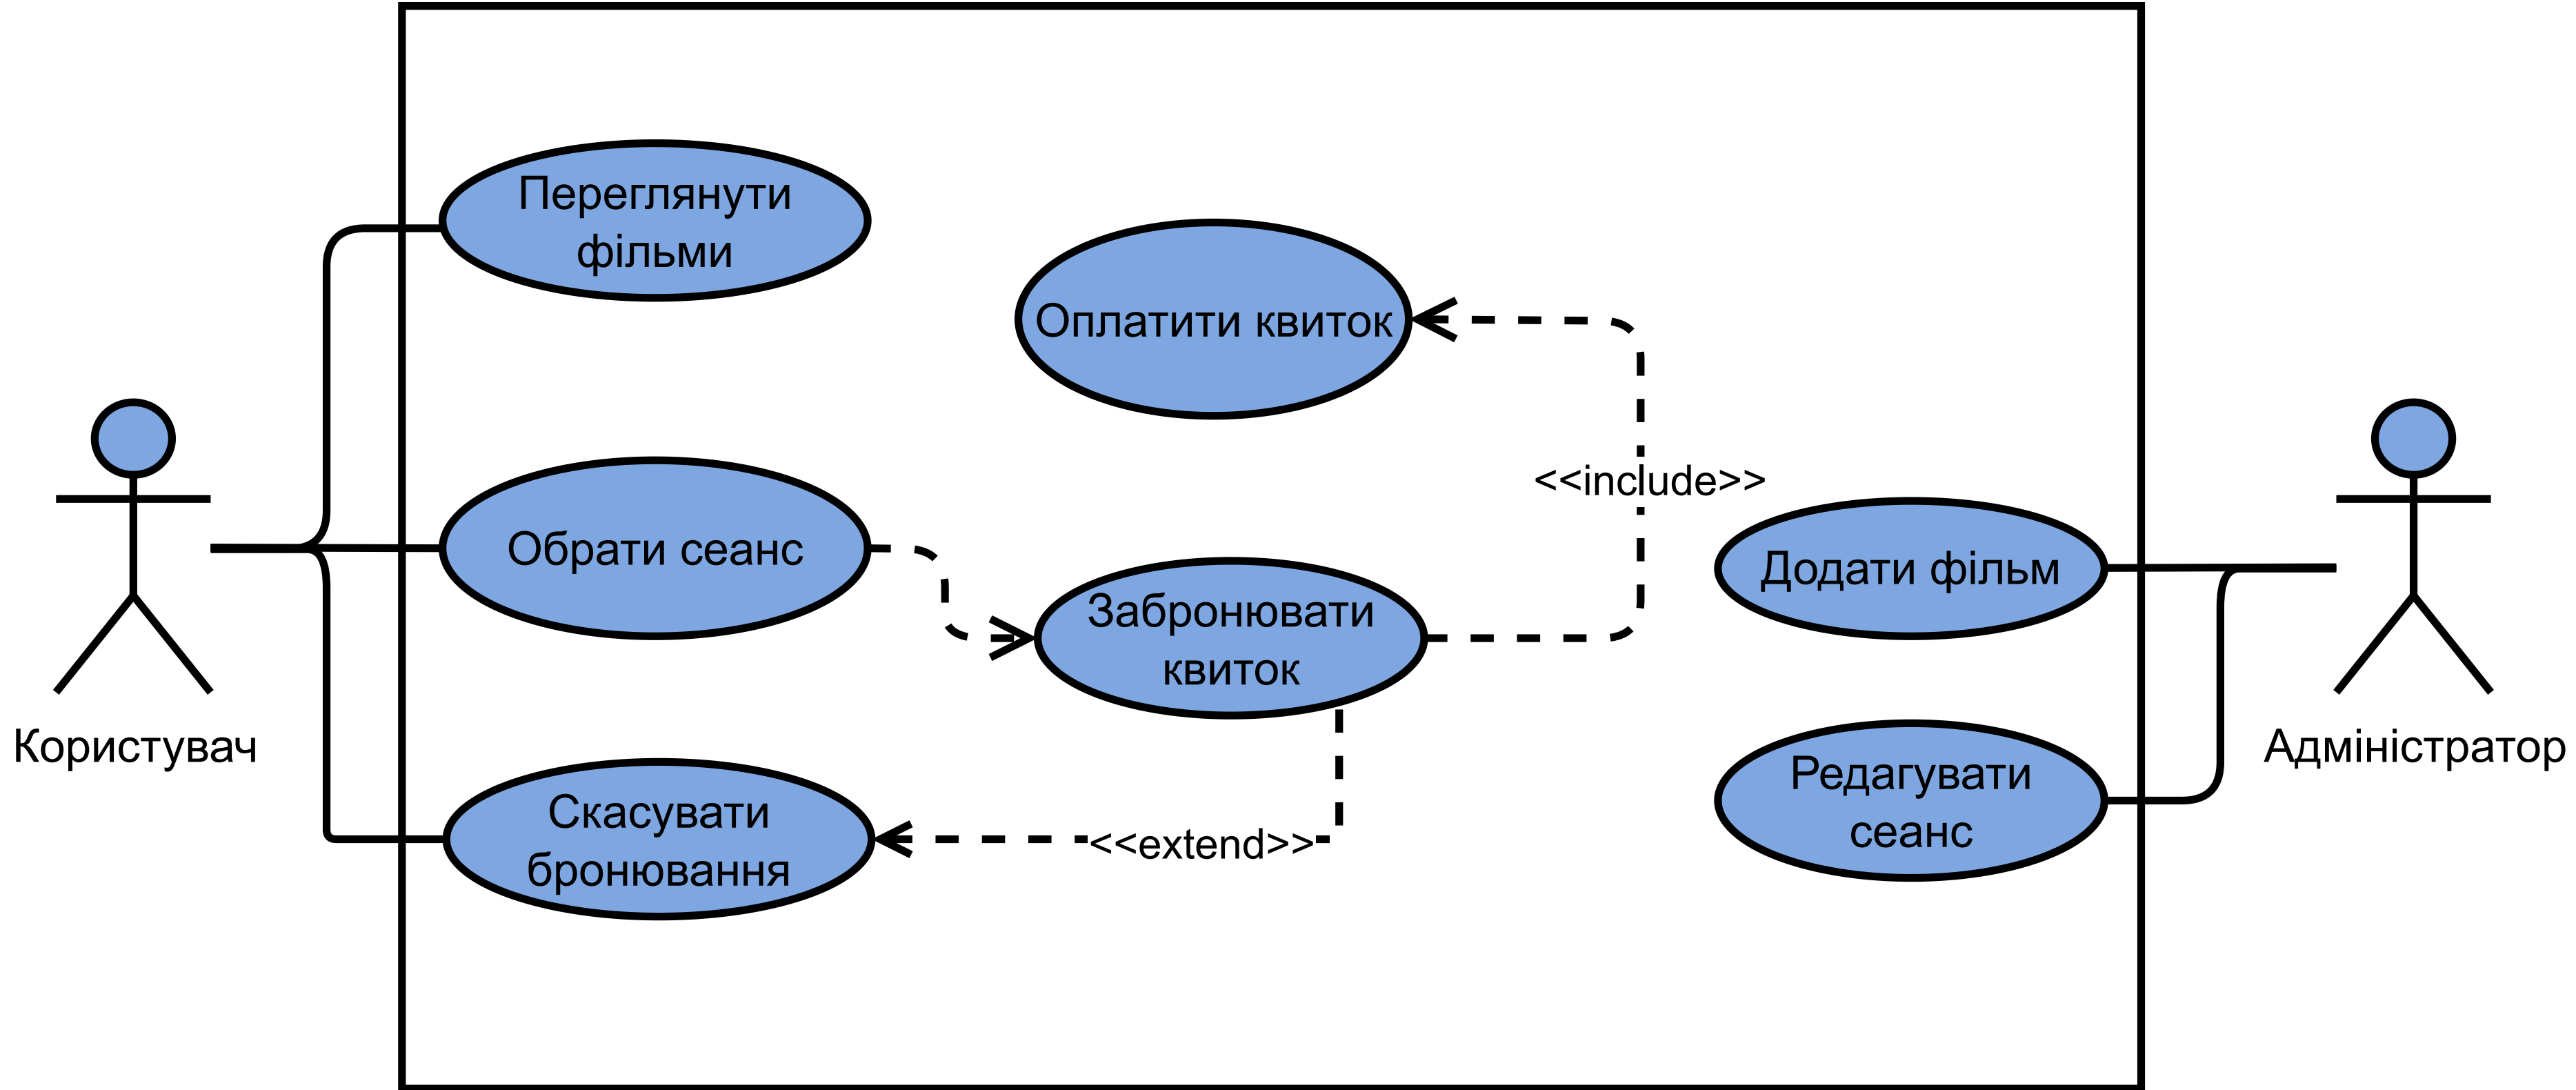 Переглянути
фільми
Оплатити квиток
<<include>>
Обрати сеанс
Забронювати
квиток
Додати фільм
Користувач
Адміністратор
Редагувати
сеанс
Скасувати
бронювання
<<extend>>